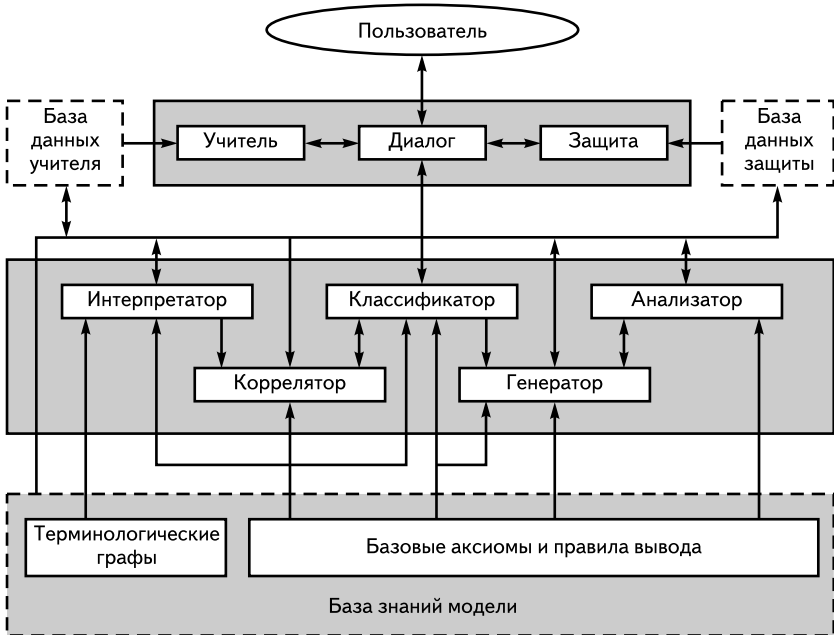 Пользователь
База
данных
учителя
Учитель
Диалог
Защита
База
данных
защиты
Интерпретатор
Классификатор
Анализатор
Коррелятор
Генератор
Терминологические
графы
Базовые аксиомы и правила вывода
База знаний модели